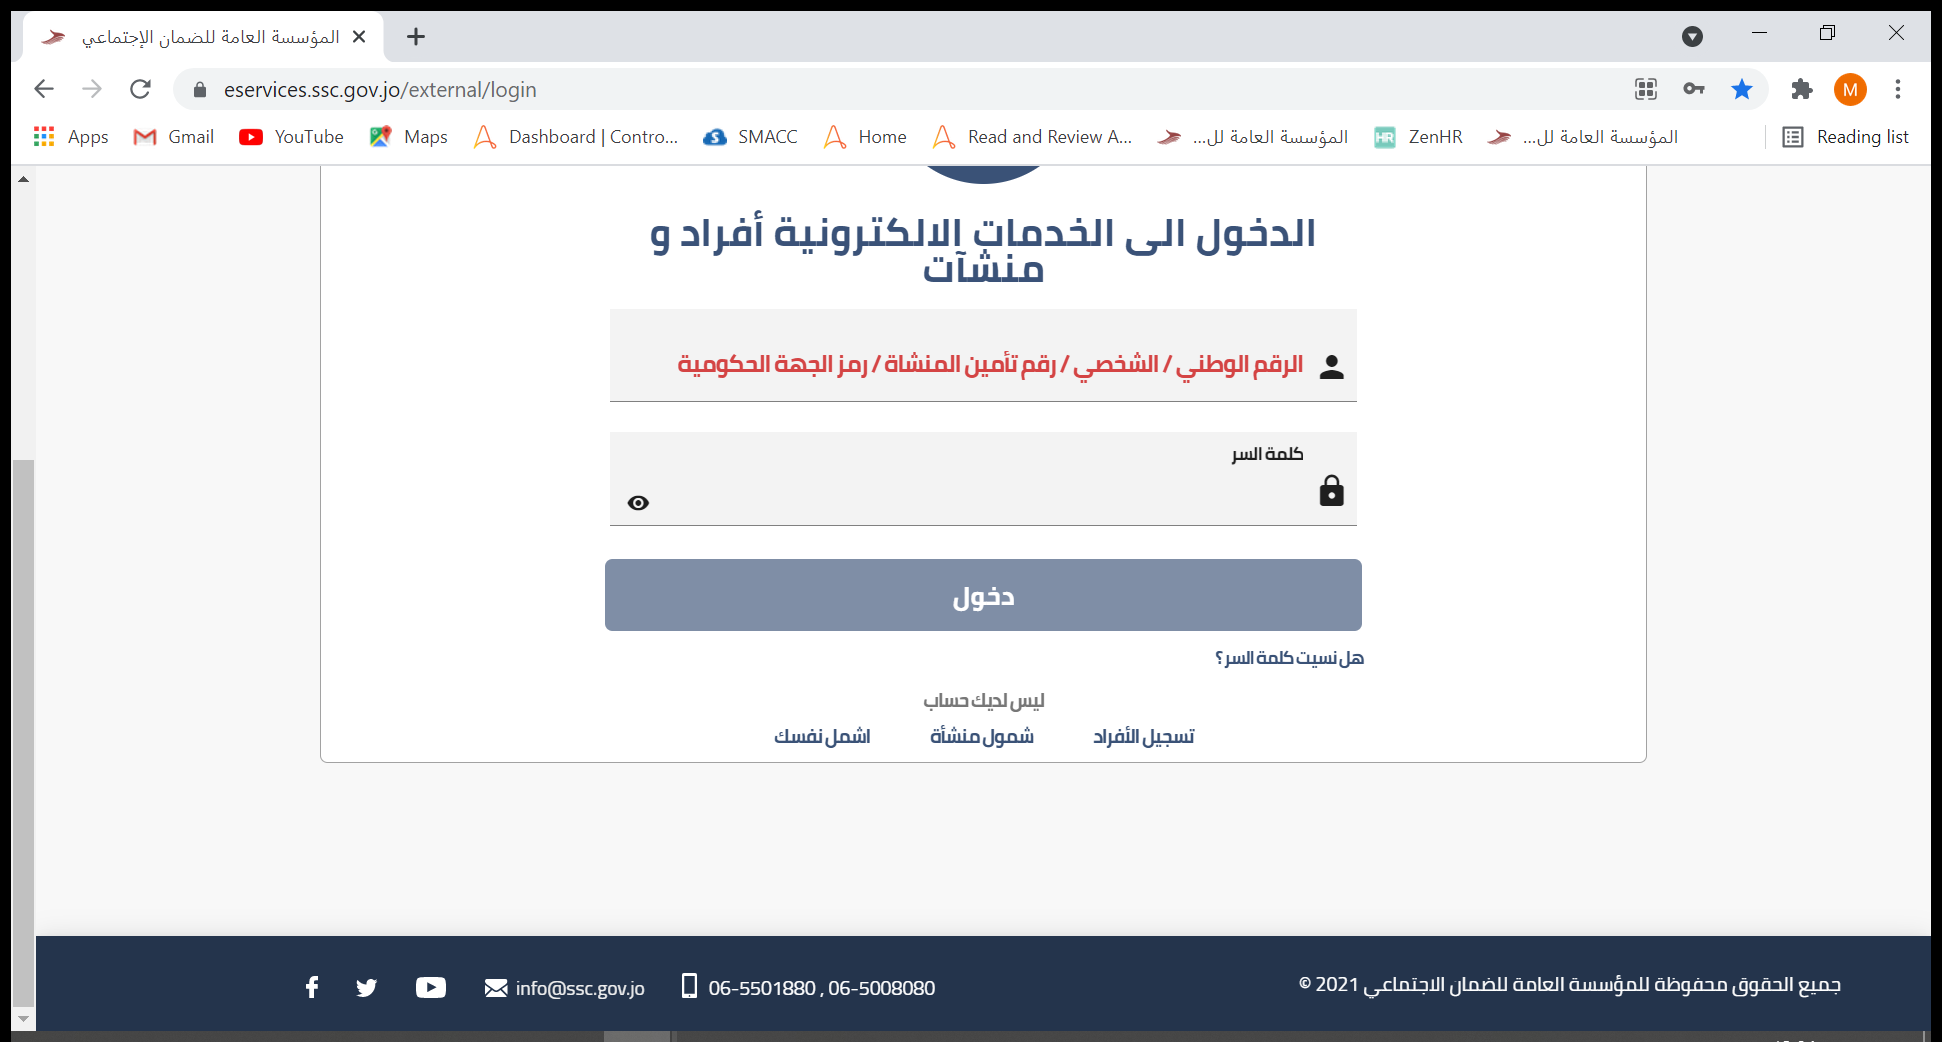 المؤسسة العامة للضمان الإجتماعي
eservices.ssc.gov.jo/external/login
M
Apps Gmail YouTube Maps Dashboard | Contro... SMACC Home Read and Review A... المؤسسة العامة لل... ZenHR المؤسسة العامة لل... Reading list
الدخول الى الخدمات الالكترونية أفراد و
منشآت
الرقم الوطني / الشخصي / رقم تأمين المنشاة / رمز الجهة الحكومية
كلمة السر
دخول
هل نسيت كلمة السر؟
ليس لديك حساب
تسجيل الأفراد شمول منشأة اشمل نفسك
info@ssc.gov.jo 06-5501880 , 06-5008080
جميع الحقوق محفوظة للمؤسسة العامة للضمان الاجتماعي 2021 ©